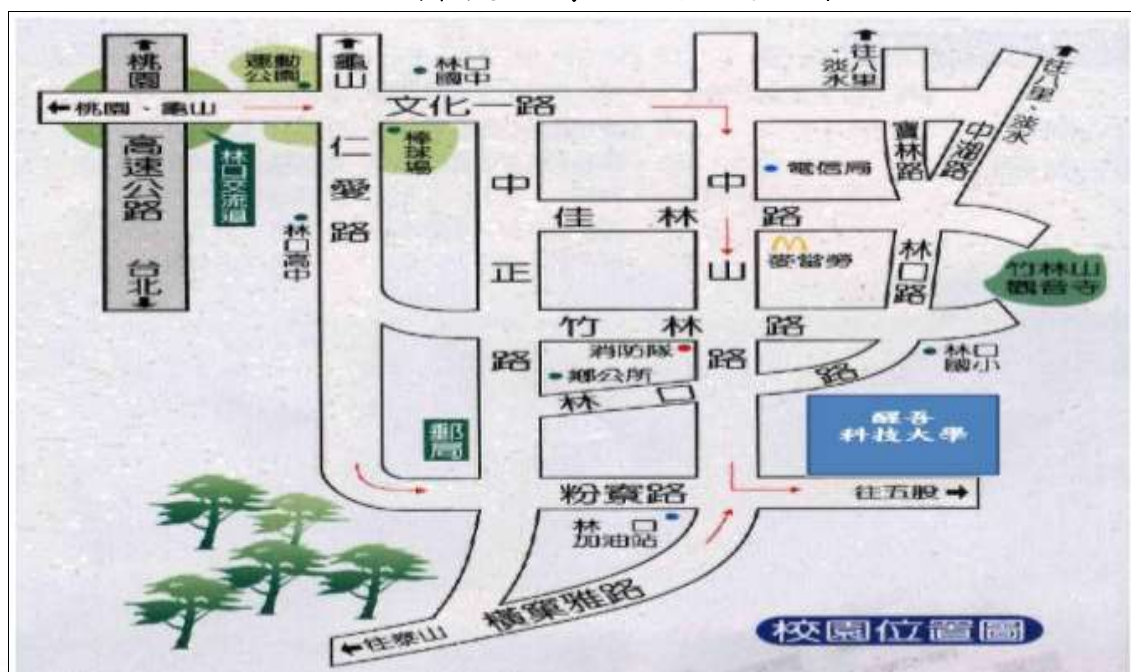 桃園
運動
公園
龜山
林口
國中
往八里
、淡水
往八里、淡水
←桃園、龜山
文化一路
高速公路
台北
林口交流道
仁愛路
棒球場
林口高中
中正路
中山路
電信局
寶林路
中湖路
佳林路
麥當勞
林口路
竹林山
觀音寺
竹林路
消防隊
鄉公所
林口路
林口
國小
郵局
醒吾
科技大學
粉寮路
往五股→
林口
加油站
橫窠雅路
←往泰山
校園位置圖